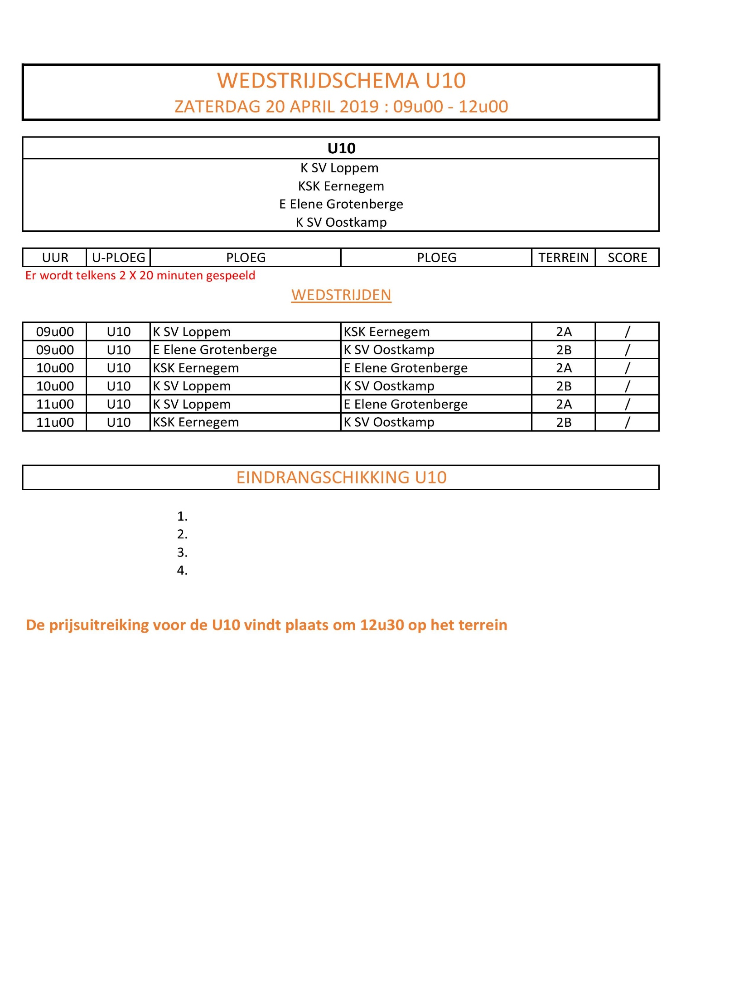 WEDSTRIJDSCHEMA U10
ZATERDAG 20 APRIL 2019 : 09u00 - 12u00
U10
K SV Loppem
KSK Eernegem
E Elene Grotenberge
K SV Oostkamp
UUR U-PLOEG PLOEG PLOEG TERREIN SCORE
Er wordt telkens 2 X 20 minuten gespeeld
WEDSTRIJDEN
09u00 U10 K SV Loppem KSK Eernegem 2A /
09u00 U10 E Elene Grotenberge K SV Oostkamp 2B /
10u00 U10 KSK Eernegem E Elene Grotenberge 2A /
10u00 U10 K SV Loppem K SV Oostkamp 2B /
11u00 U10 K SV Loppem E Elene Grotenberge 2A /
11u00 U10 KSK Eernegem K SV Oostkamp 2B /
EINDRANGSCHIKKING U10
1.
2.
3.
4.
De prijsuitreiking voor de U10 vindt plaats om 12u30 op het terrein